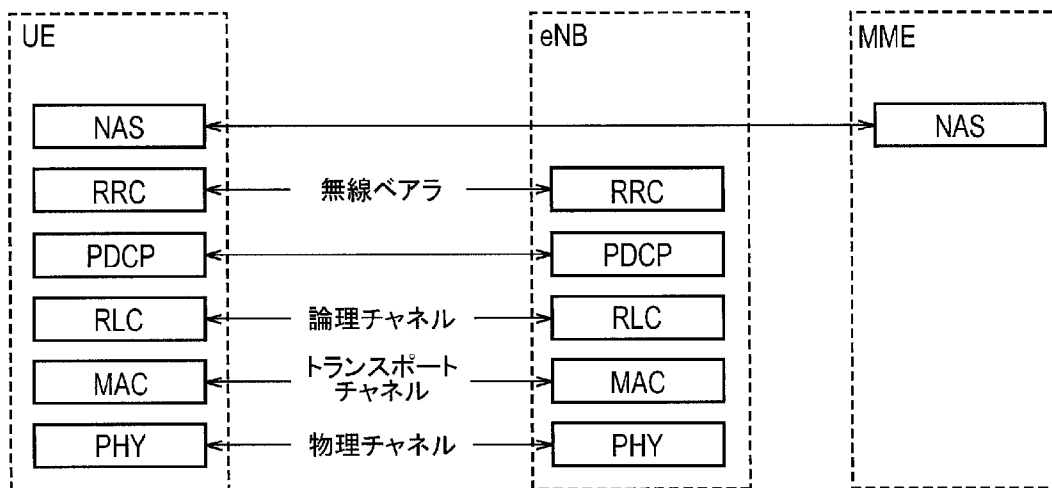 UE
eNB
MME
NAS
NAS
RRC
無線ベアラ
RRC
PDCP
PDCP
RLC
論理チャネル
RLC
MAC
トランスポート
チャネル
MAC
PHY
物理チャネル
PHY